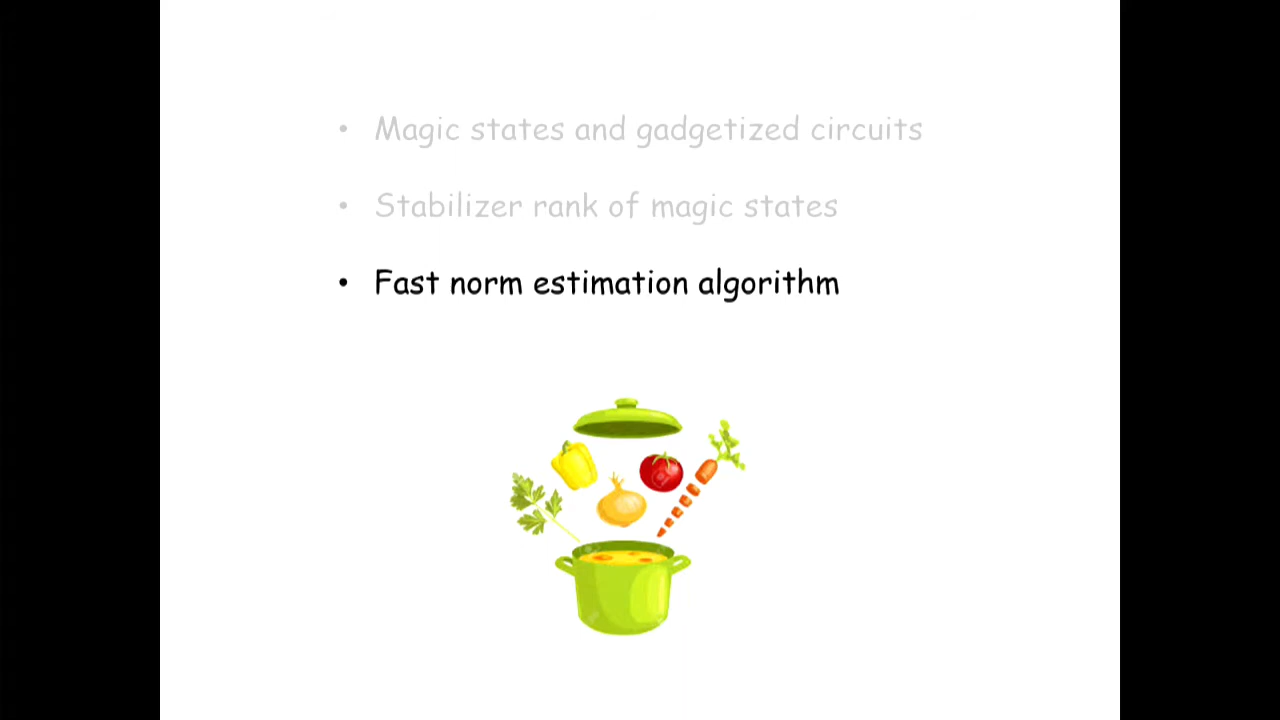 • Magic states and gadgetized circuits
• Stabilizer rank of magic states
• Fast norm estimation algorithm